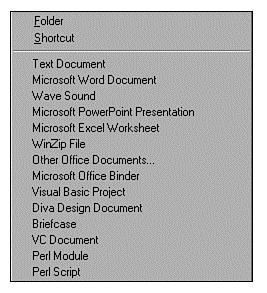 Folder
Shortcut
Text Document
Microsoft Word Document
Wave Sound
Microsoft PowerPoint Presentation
Microsoft Excel Worksheet
WinZip File
Other Office Documents...
Microsoft Office Binder
Visual Basic Project
Diva Design Document
Briefcase
VC Document
Perl Module
Perl Script